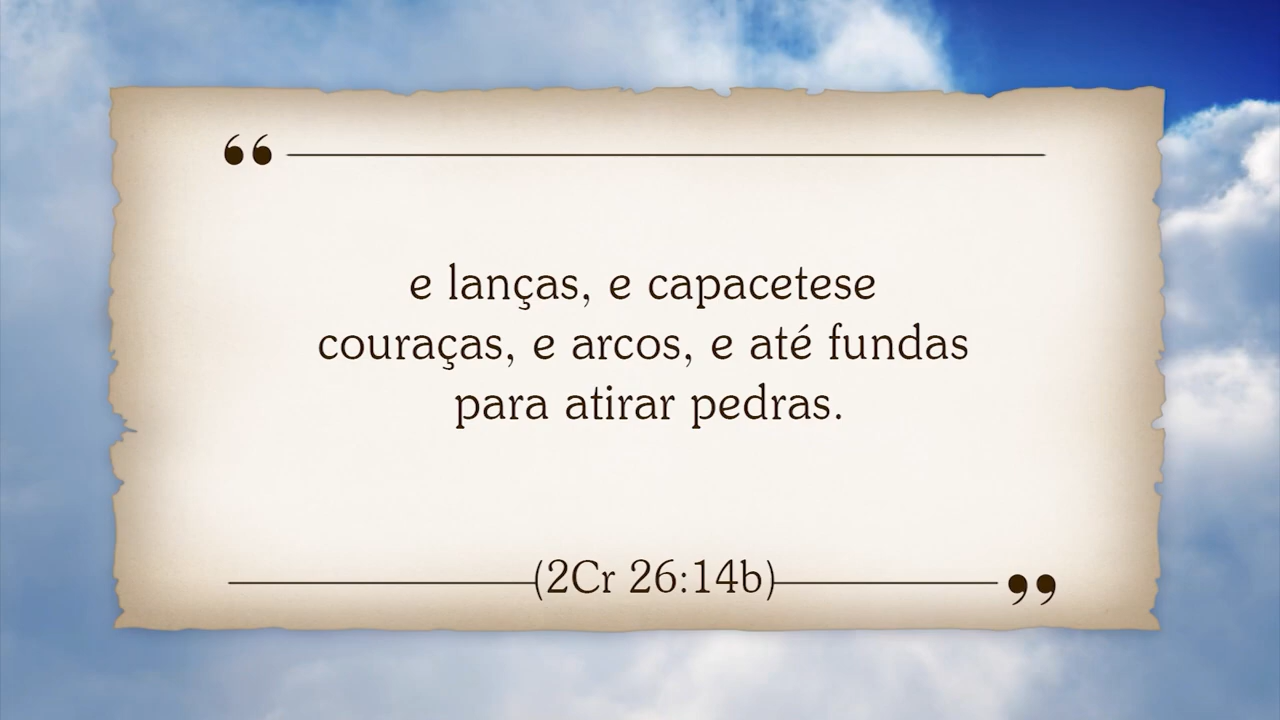 “
e lanças, e capacetese
couraças, e arcos, e até fundas
para atirar pedras.
(2Cr 26:14b)
”